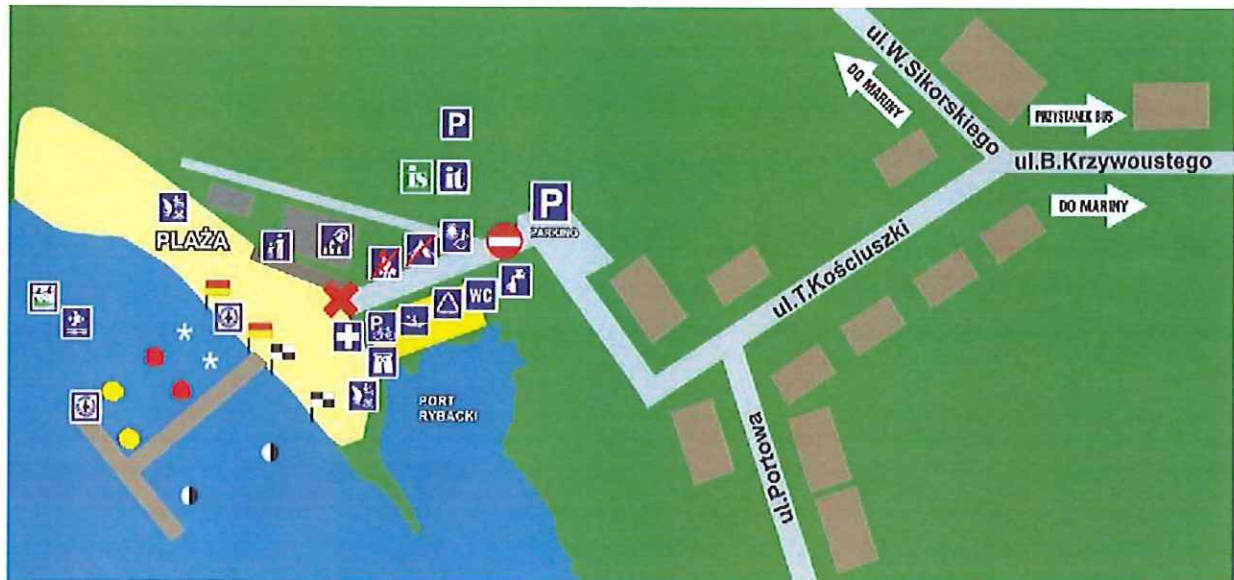 ul.W.Sikorskiego
DO MARINY
PRZYSTANEK BUS
ul.B.Krzywoustego
DO MARINY
P
is
it
P
PARKING
PLAŻA
ul.T.Kościuszki
WC
P
PORT
RYBACKI
ul.Portowa